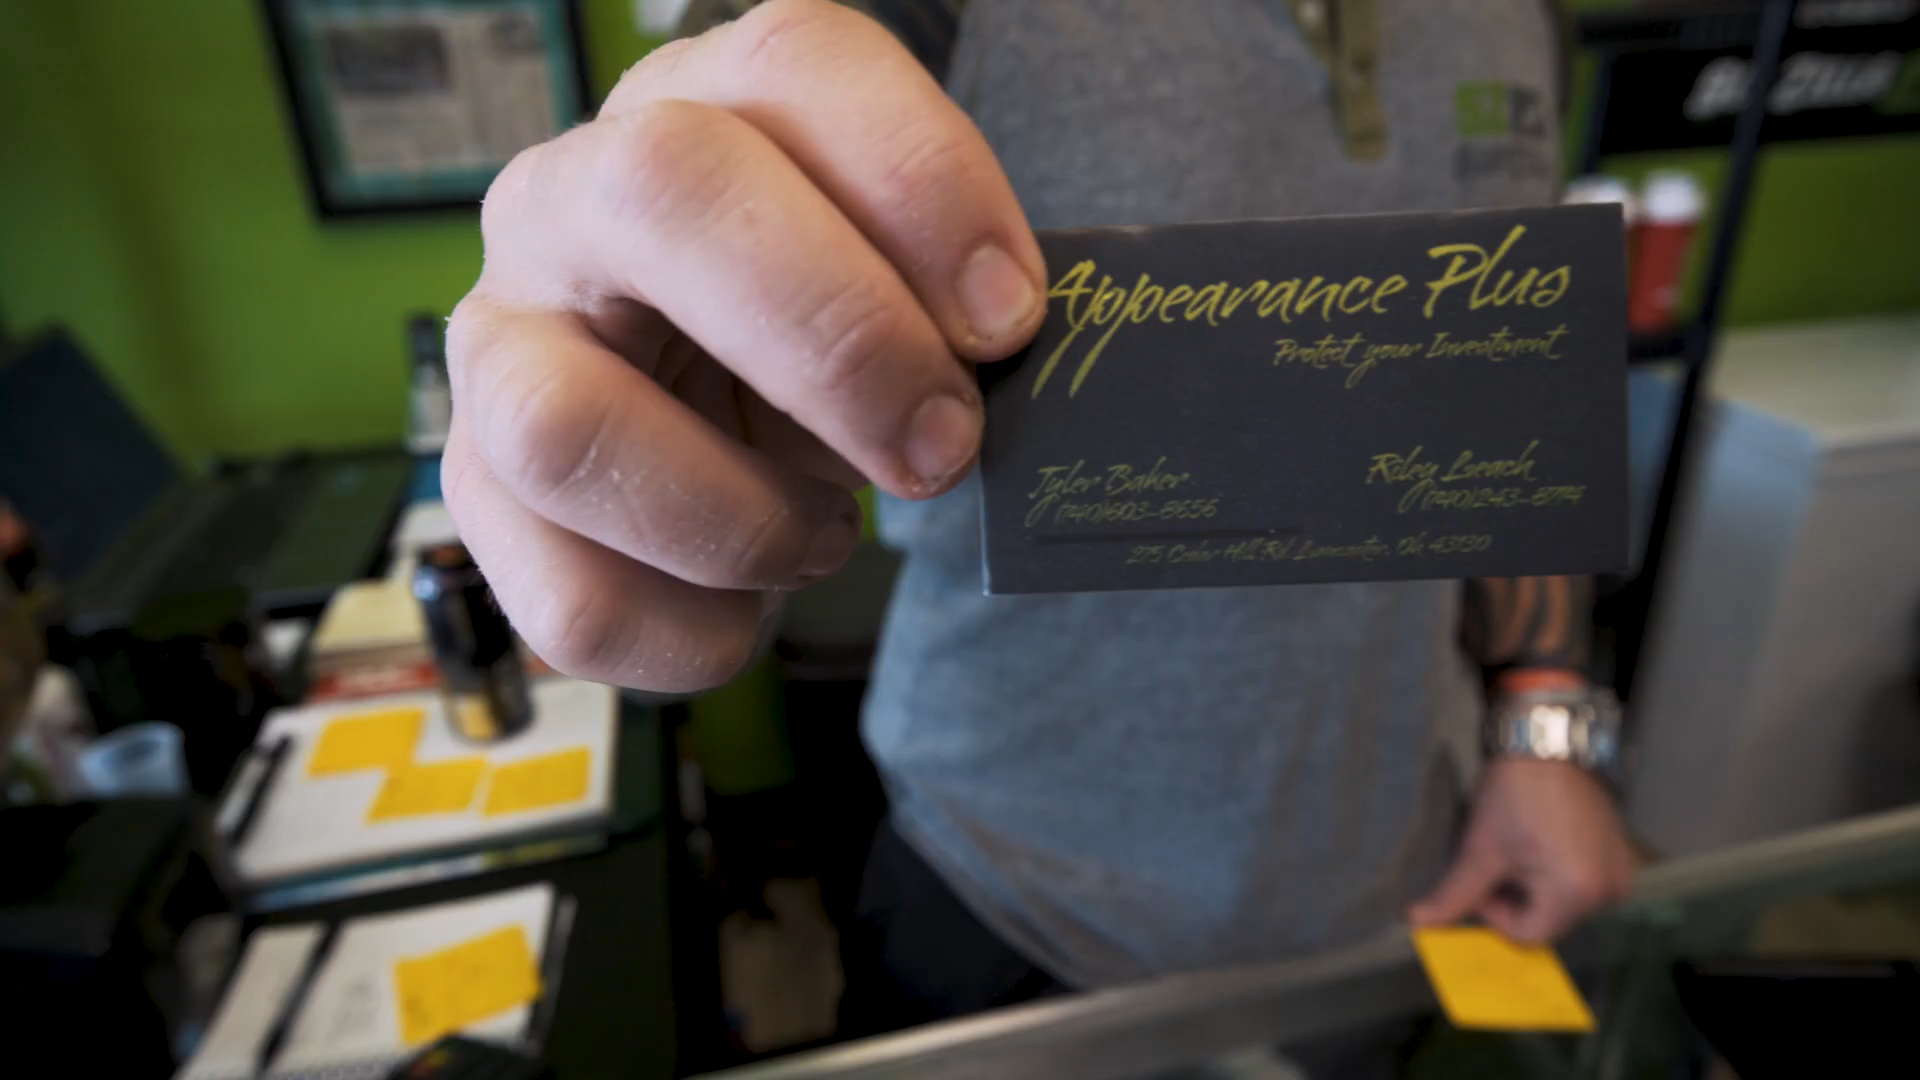 Appearance Plus
Protect your Investment
Tyler Baker
(740)603-8656
Riley Leach
(740)243-8774
275 Cedar Hill Rd. Lancaster, Oh 43130